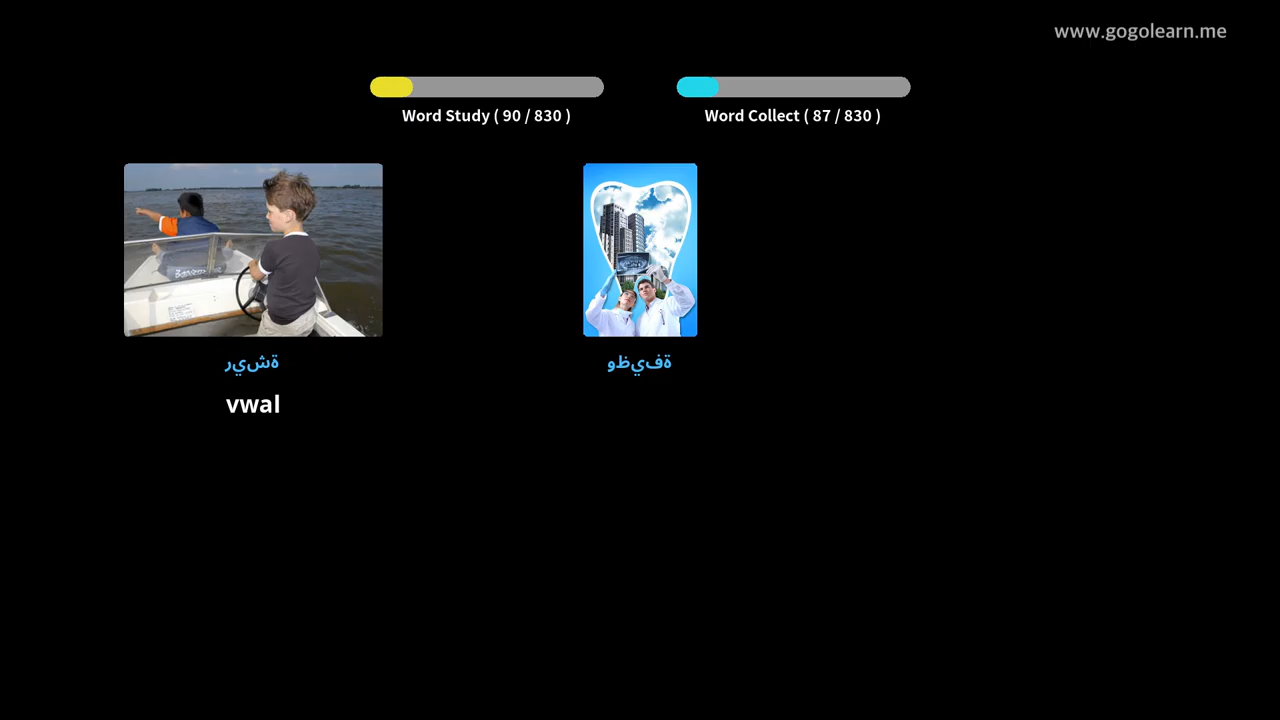 www.gogolearn.me
Word Study ( 90 / 830 )
Word Collect ( 87 / 830 )
ةشير
ةفيظو
vwal